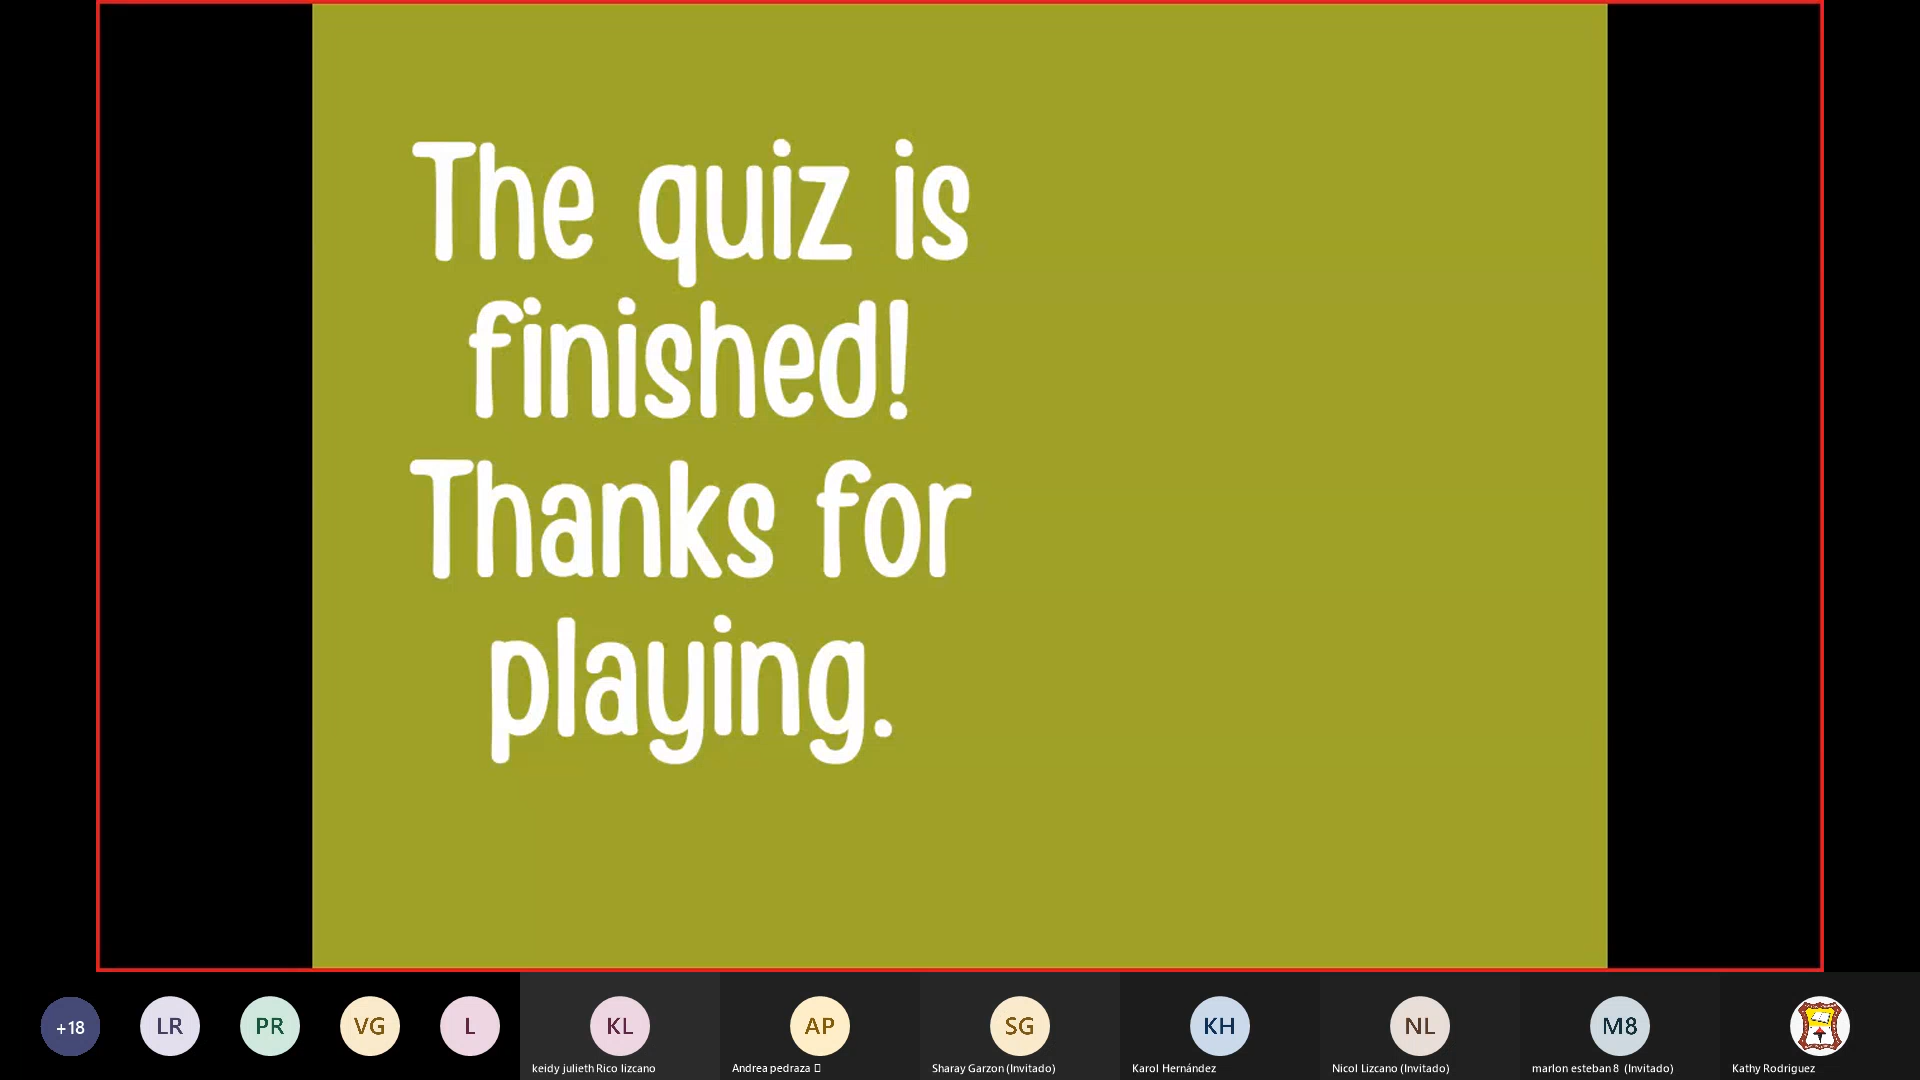 The quiz is
finished!
Thanks for
playing.
+18
LR
PR
VG
L
KL
AP
SG
KH
NL
M8
keidy julieth Rico lizcano
Andrea pedraza
Sharay Garzon (Invitado)
Karol Hernández
Nicol Lizcano (Invitado)
marlon esteban 8 (Invitado)
Kathy Rodriguez